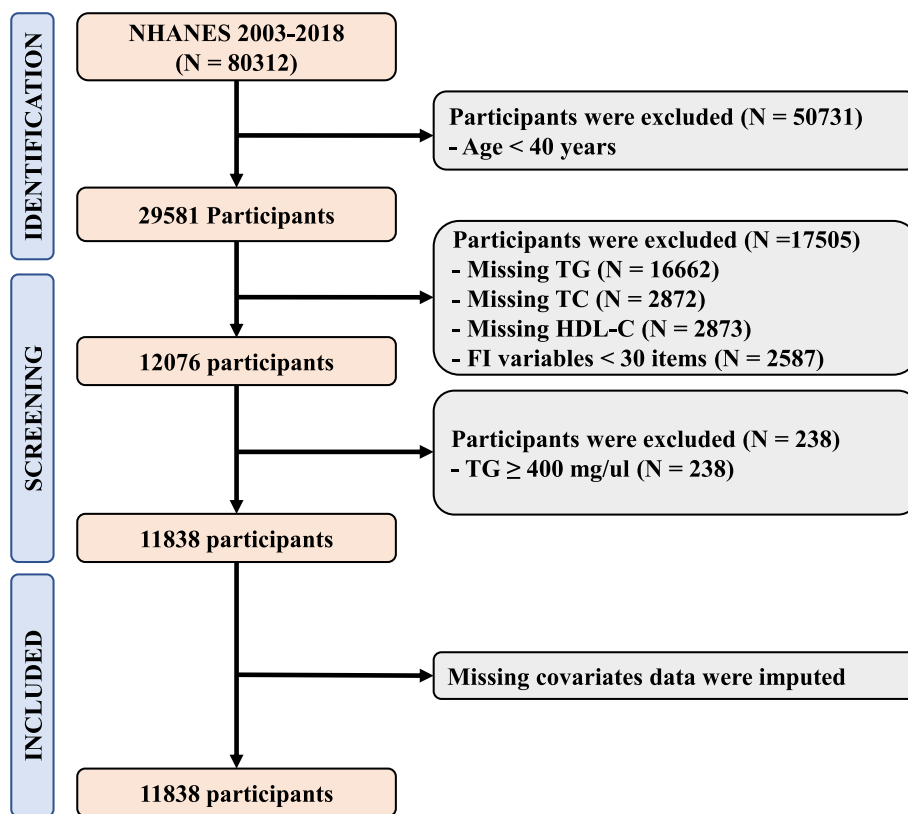 IDENTIFICATION
NHANES 2003-2018
(N = 80312)
Participants were excluded (N = 50731)
- Age < 40 years
29581 Participants
Participants were excluded (N =17505)
- Missing TG (N = 16662)
- Missing TC (N = 2872)
- Missing HDL-C (N = 2873)
- FI variables < 30 items (N = 2587)
SCREENING
12076 participants
Participants were excluded (N = 238)
- TG ≥ 400 mg/ul (N = 238)
11838 participants
INCLUDED
Missing covariates data were imputed
11838 participants